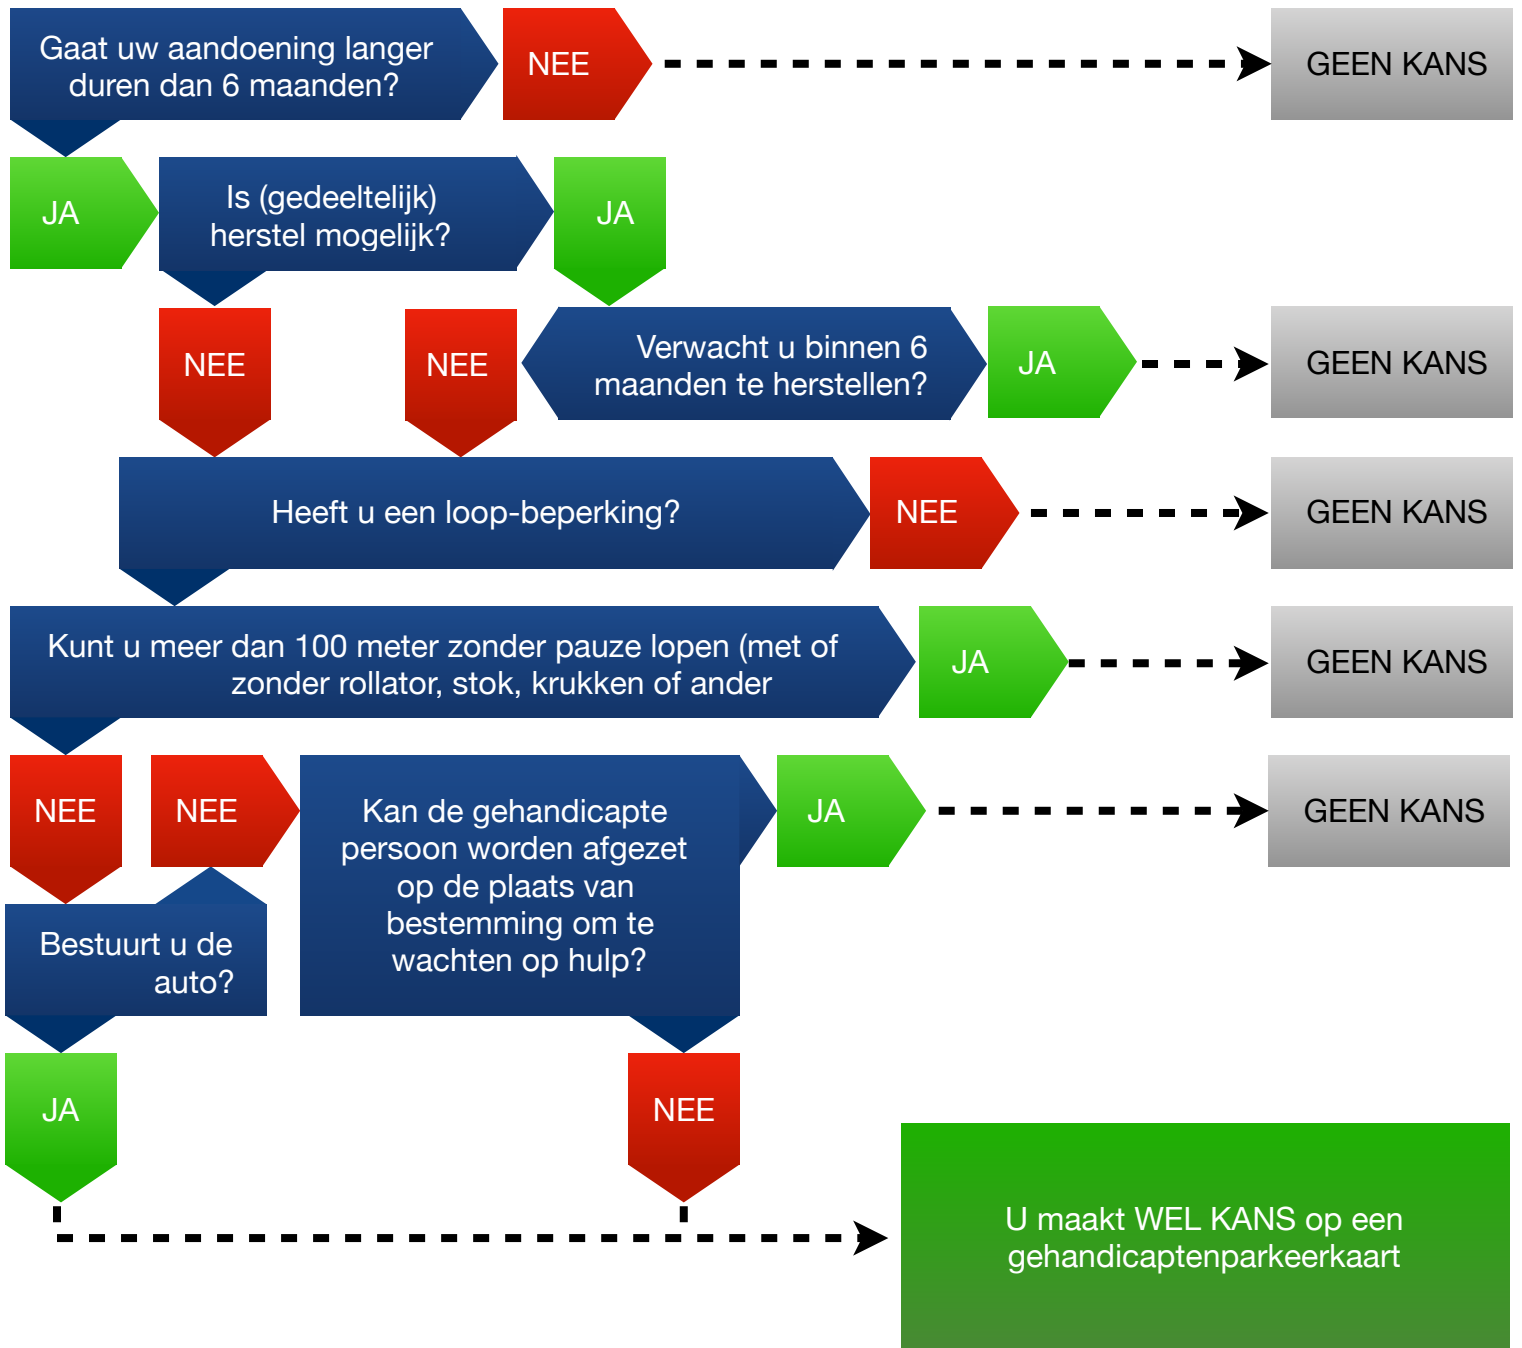 Gaat uw aandoening langer
duren dan 6 maanden?
NEE
GEEN KANS
JA
Is (gedeeltelijk)
herstel mogelijk?
JA
NEE
NEE
Verwacht u binnen 6
maanden te herstellen?
JA
GEEN KANS
Heeft u een loop-beperking?
NEE
GEEN KANS
Kunt u meer dan 100 meter zonder pauze lopen (met of
zonder rollator, stok, krukken of ander
JA
GEEN KANS
NEE
NEE
Kan de gehandicapte
persoon worden afgezet
op de plaats van
bestemming om te
wachten op hulp?
JA
GEEN KANS
Bestuurt u de
auto?
JA
NEE
U maakt WEL KANS op een
gehandicaptenparkeerkaart